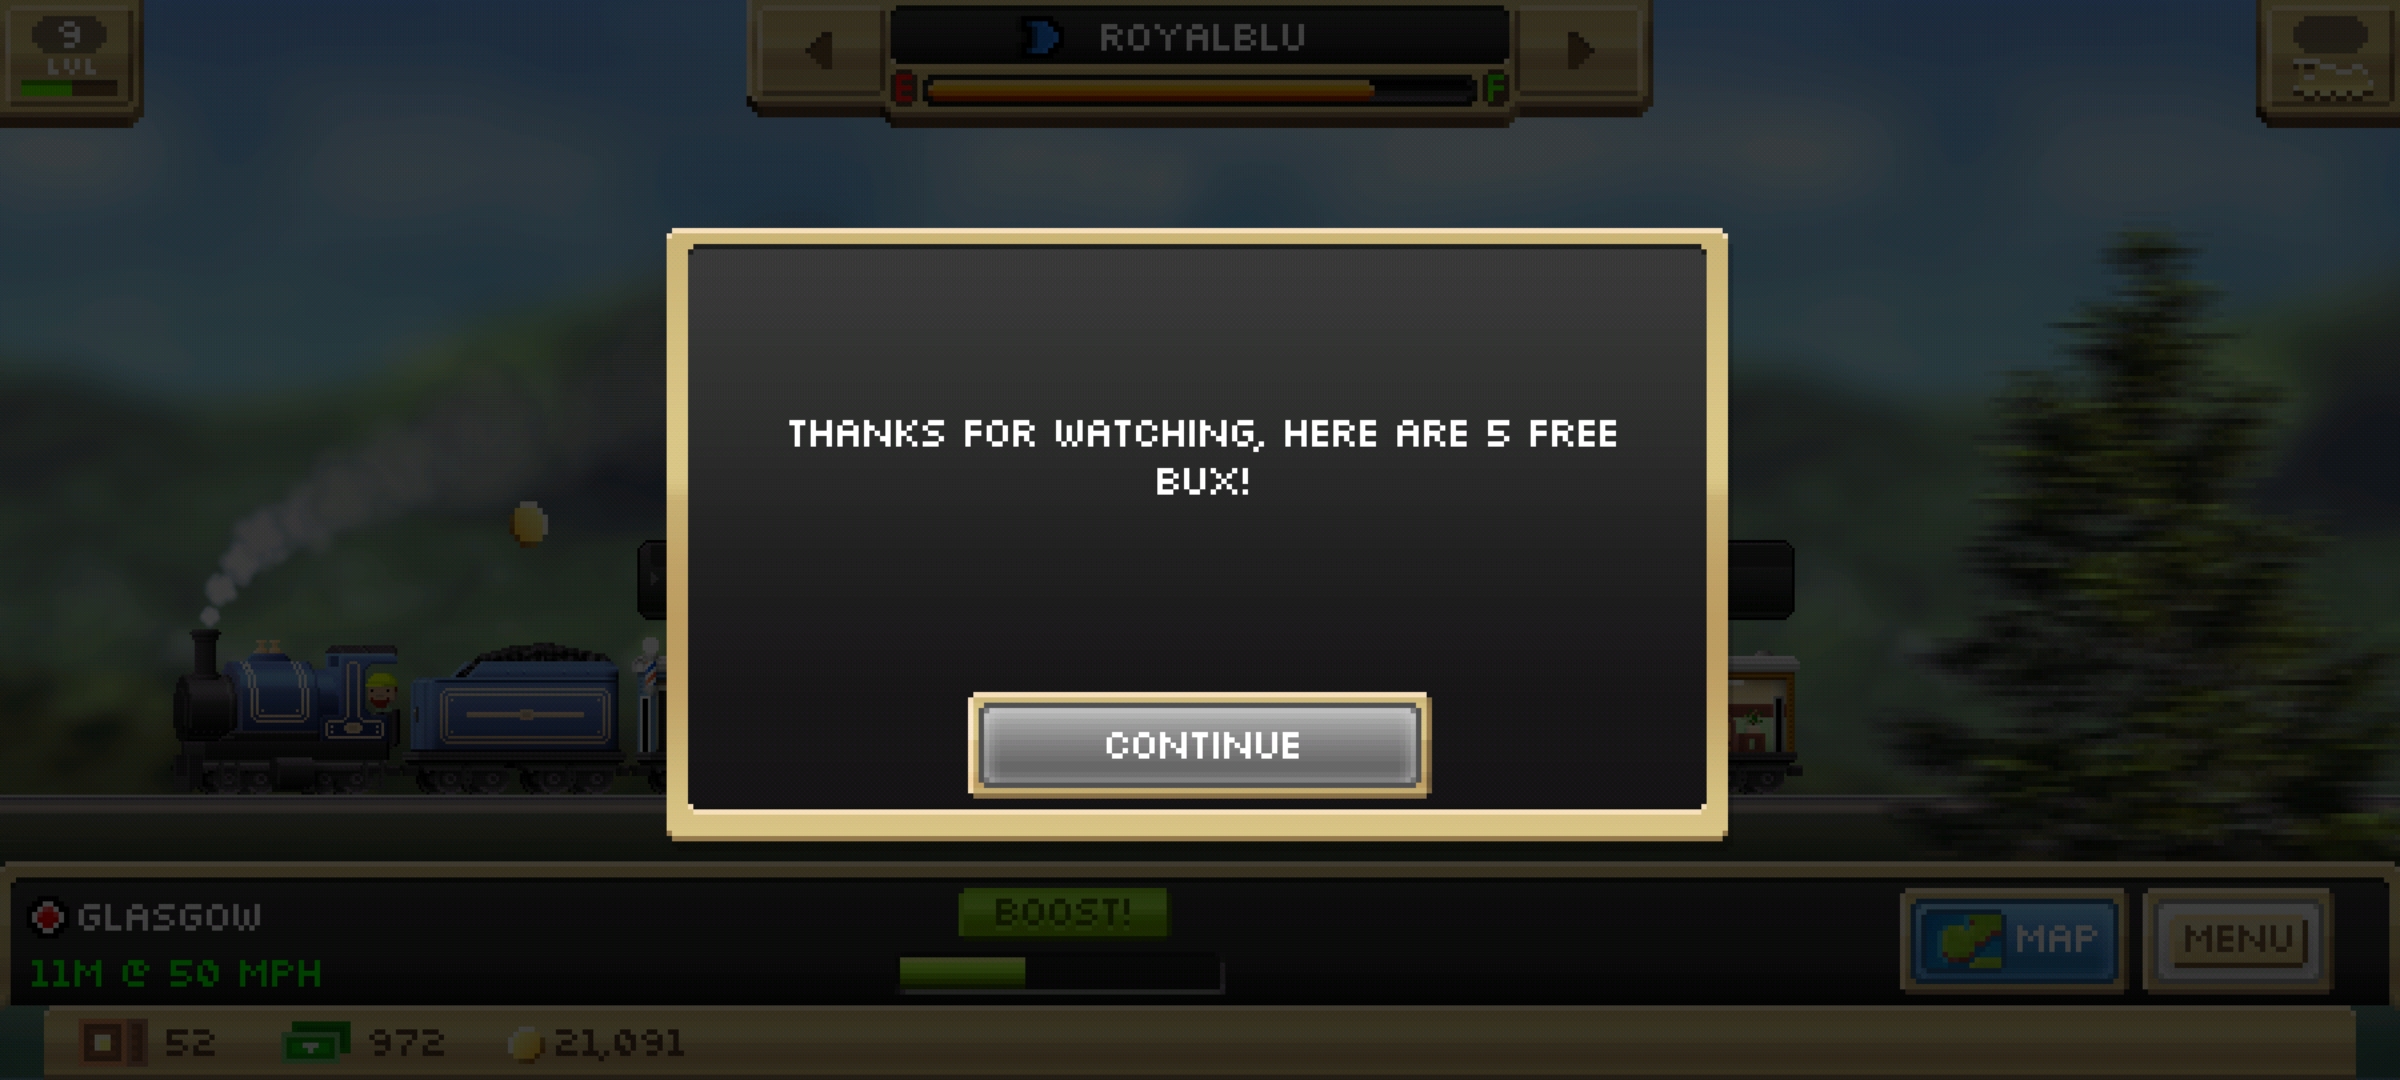 9
LVL
ROYALBLU
E F
THANKS FOR WATCHING, HERE ARE 5 FREE
BUX!
CONTINUE
GLASGOW
11M @ 50 MPH
BOOST!
MAP
MENU
52 972 21,091